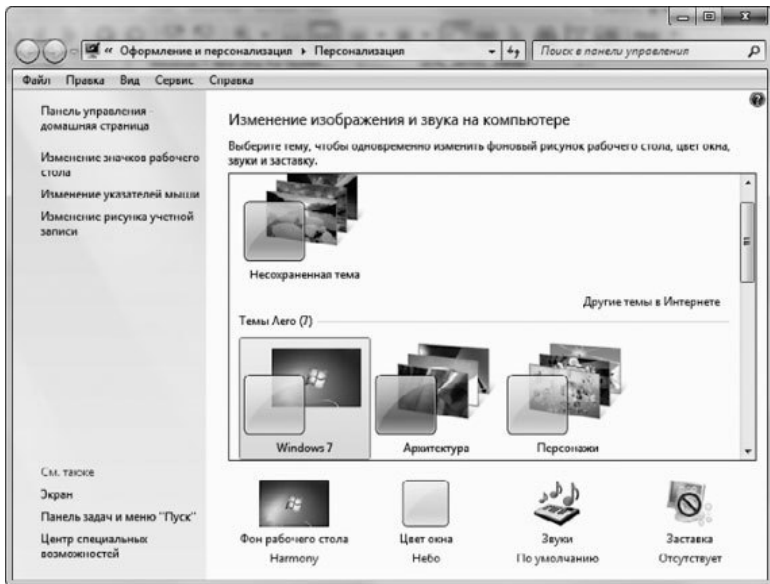 « Оформление и персонализация ▸ Персонализация
Поиск в панели управления
Файл Правка Вид Сервис Справка
Панель управления -
домашняя страница
Изменение значков рабочего
стола
Изменение указателей мыши
Изменение рисунка учетной
записи
См. также
Экран
Панель задач и меню "Пуск"
Центр специальных
возможностей
Изменение изображения и звука на компьютере
Выберите тему, чтобы одновременно изменить фоновый рисунок рабочего стола, цвет окна,
звуки и заставку.
Несохраненная тема
Другие темы в Интернете
Темы Aero (7)
Windows 7
Архитектура
Персонажи
Фон рабочего стола
Harmony
Цвет окна
Небо
Звуки
По умолчанию
Заставка
Отсутствует